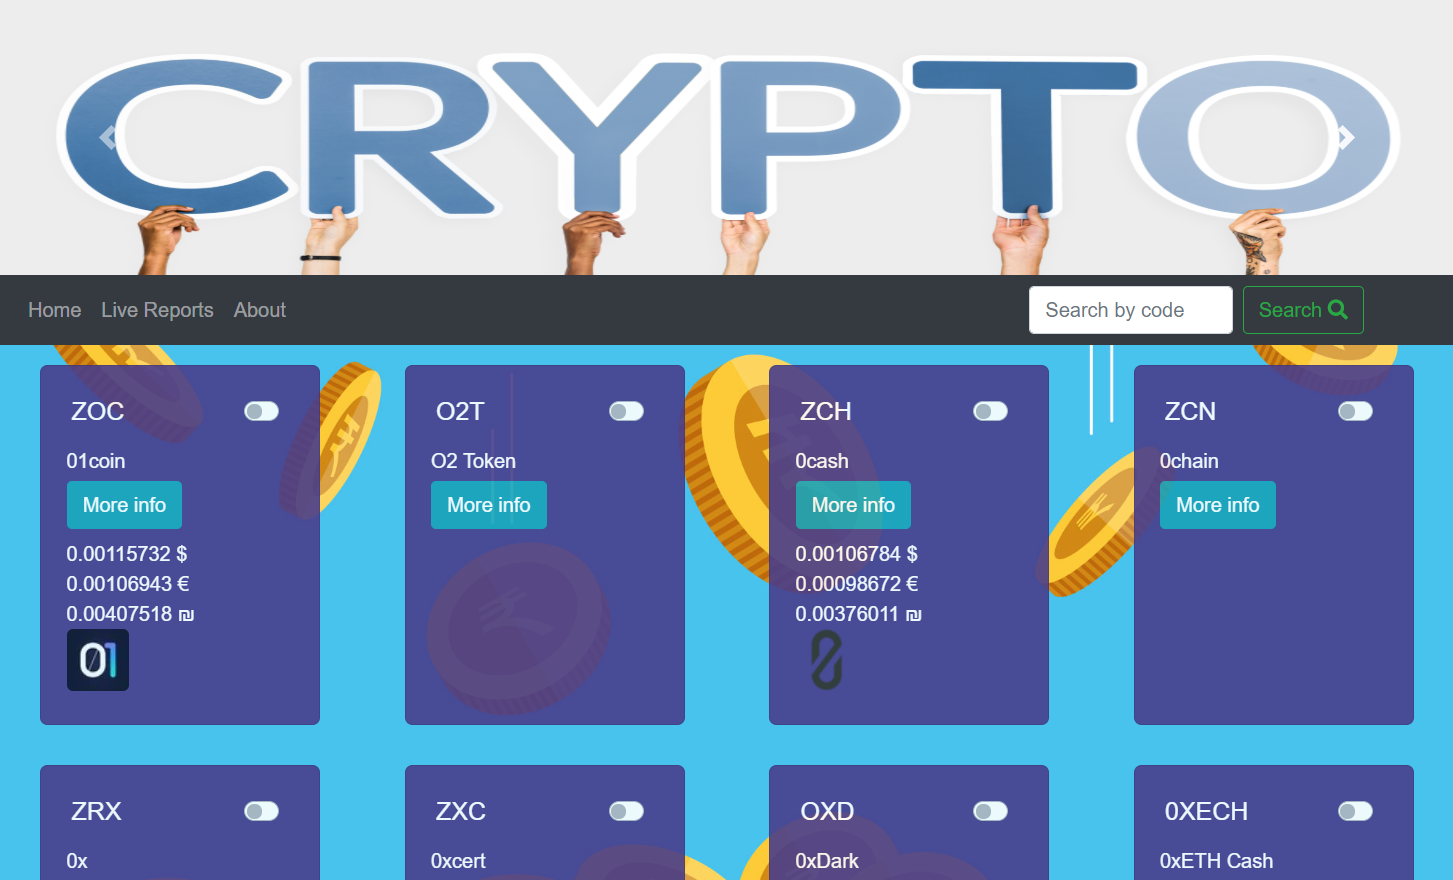 CRYPTO
Home Live Reports About Search by code Search
ZOC
01coin
More info
0.00115732 $
0.00106943 €
0.00407518 ₪
01
O2T
O2 Token
More info
ZCH
0cash
More info
0.00106784 $
0.00098672 €
0.00376011 ₪
ZCN
0chain
More info
ZRX
0x
ZXC
0xcert
OXD
0xDark
0XECH
0xETH Cash